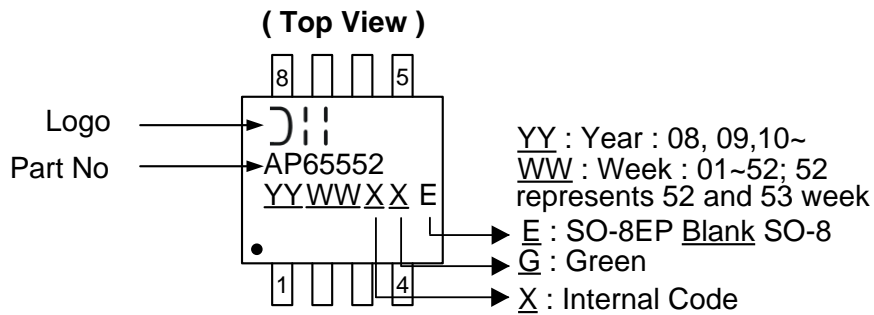 ( Top View )
8 5
Logo
Part No
AP65552
YYWWXX E
1 4
YY : Year : 08, 09,10~
WW : Week : 01~52; 52
represents 52 and 53 week
E : SO-8EP Blank SO-8
G : Green
X : Internal Code